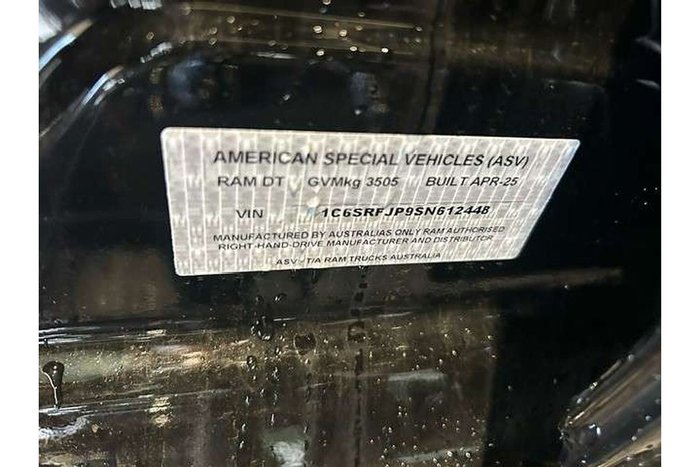 AMERICAN SPECIAL VEHICLES (ASV)
RAM DT GVMkg 3505 BUILT APR-25
VIN 1C6SRFJP9SN612448
MANUFACTURED BY AUSTRALIAS ONLY RAM AUTHORISED
RIGHT-HAND-DRIVE MANUFACTURER AND DISTRIBUTOR
ASV - T/A RAM TRUCKS AUSTRALIA